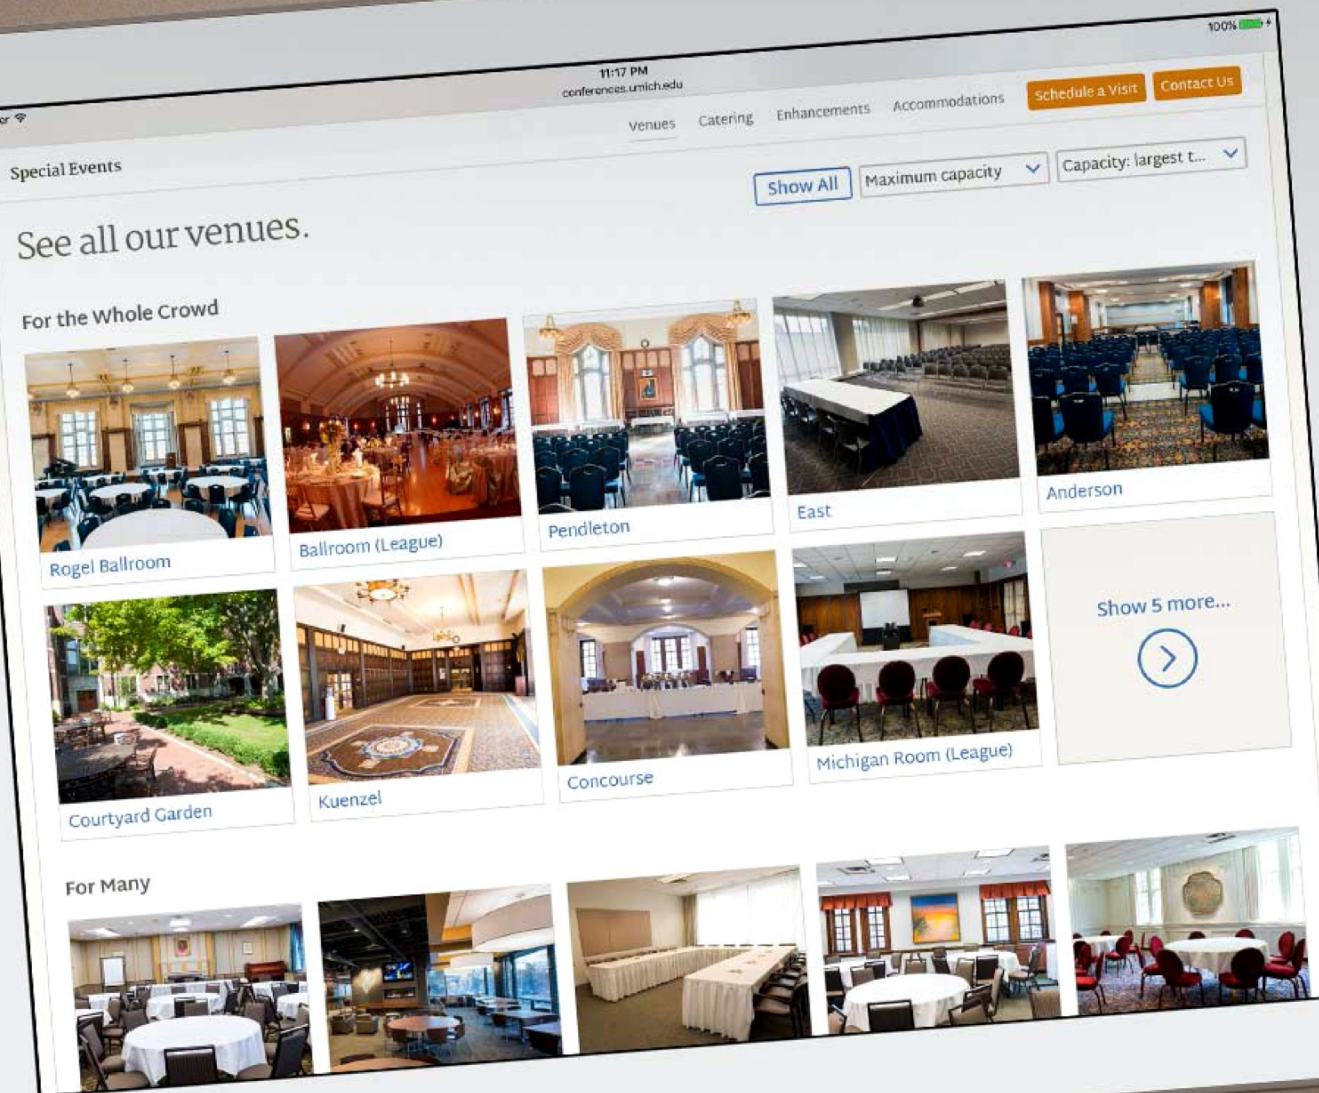 100%
11:17 PM
conferences.umich.edu
Special Events
Venues Catering Enhancements Accommodations Schedule a Visit Contact Us
Show All Maximum capacity Capacity: largest t...
See all our venues.
For the Whole Crowd
Rogel Ballroom
Ballroom (League)
Pendleton
East
Anderson
Courtyard Garden
Kuenzel
Concourse
Michigan Room (League)
Show 5 more...
For Many